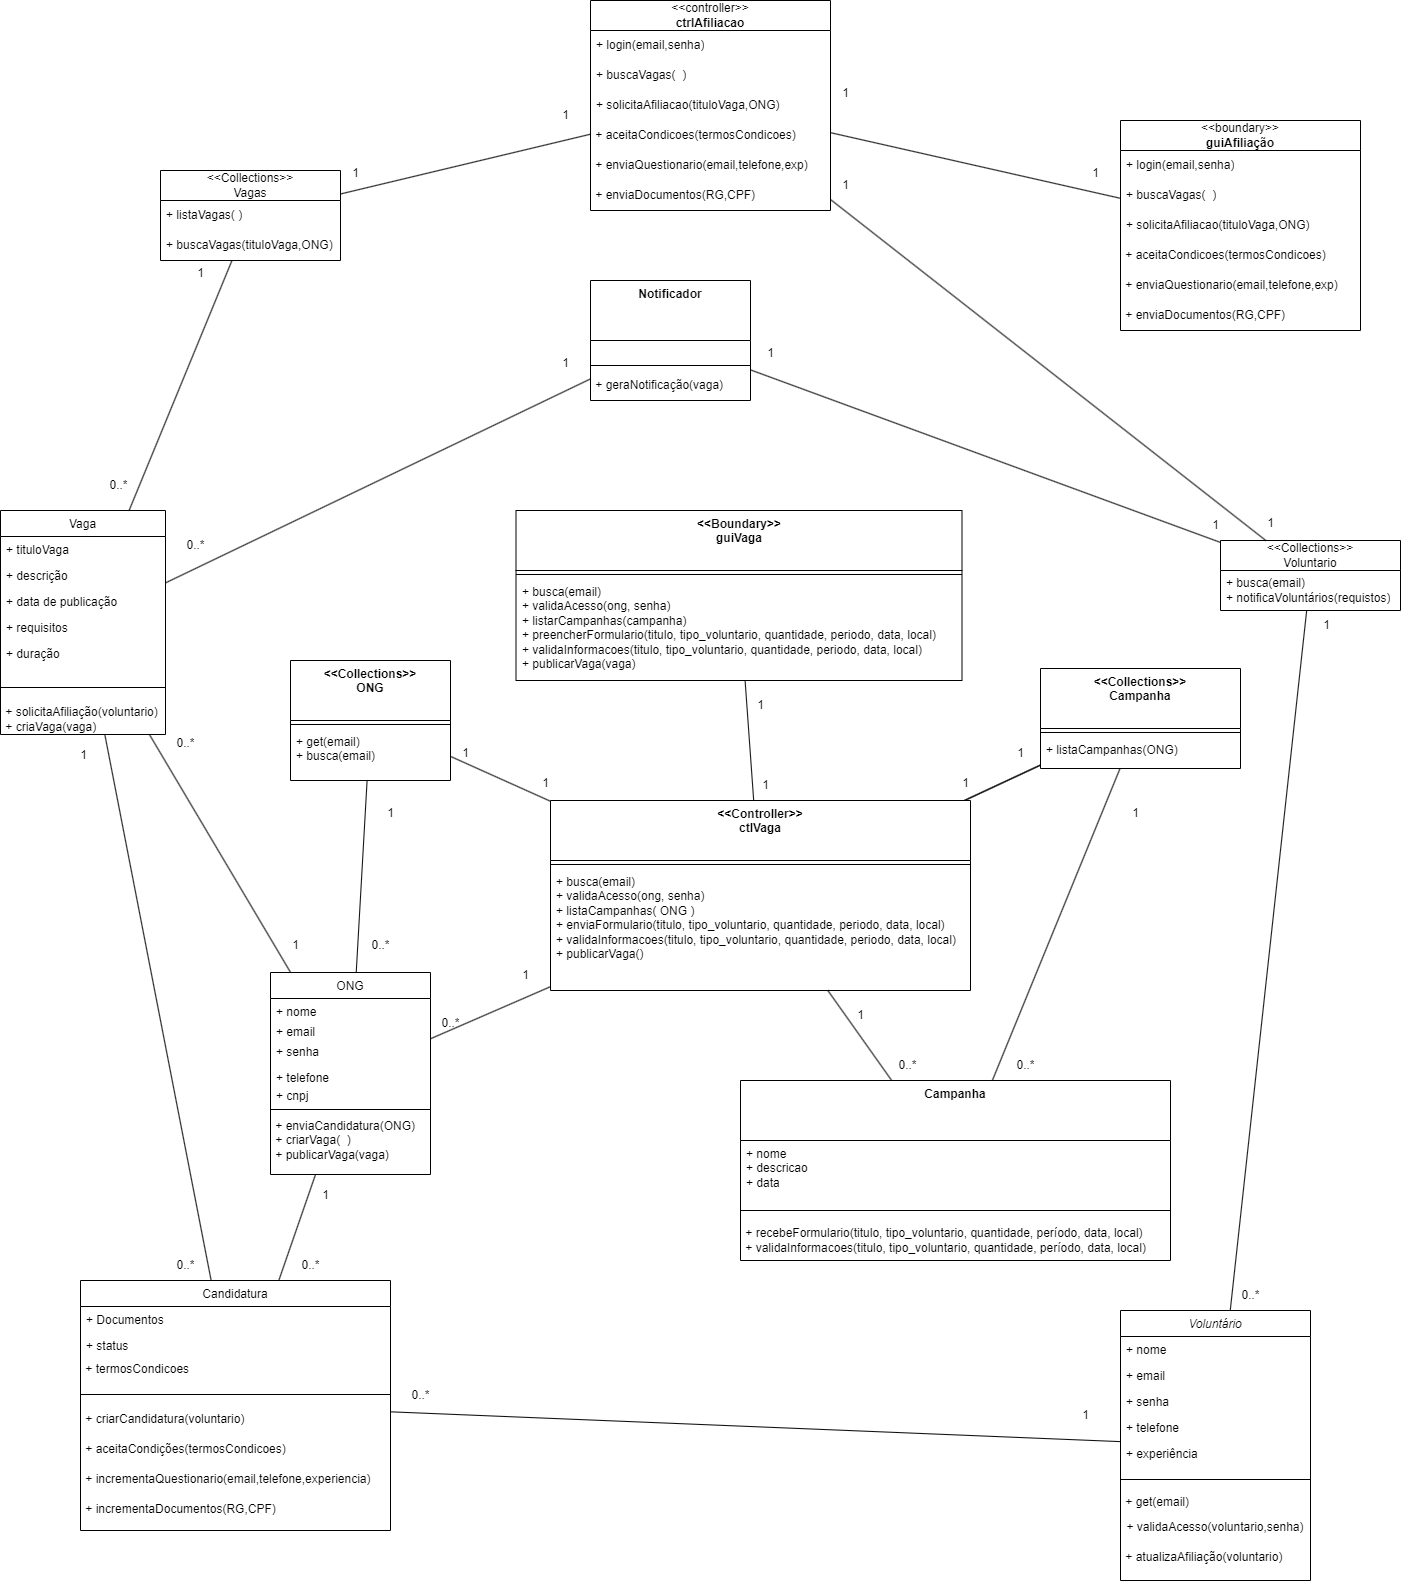 <<controller>>
ctrlAfiliacao
+ login(email,senha)
+ buscaVagas(  )
+ solicitaAfiliacao(tituloVaga,ONG)
+ aceitaCondicoes(termosCondicoes)
+ enviaQuestionario(email,telefone,exp)
+ enviaDocumentos(RG,CPF)
1
1
1
1
1
<<boundary>>
guiAfiliação
+ login(email,senha)
+ buscaVagas(  )
+ solicitaAfiliacao(tituloVaga,ONG)
+ aceitaCondicoes(termosCondicoes)
+ enviaQuestionario(email,telefone,exp)
+ enviaDocumentos(RG,CPF)
<<Collections>>
Vagas
+ listaVagas( )
+ buscaVagas(tituloVaga,ONG)
1
0..*
Notificador
+ geraNotificação(vaga)
1
1
0..*
1
1
Vaga
+ tituloVaga
+ descrição
+ data de publicação
+ requisitos
+ duração
+ solicitaAfiliação(voluntario)
+ criaVaga(vaga)
1
0..*
<<Boundary>>
guiVaga
+ busca(email)
+ validaAcesso(ong, senha)
+ listarCampanhas(campanha)
+ preencherFormulario(titulo, tipo_voluntario, quantidade, periodo, data, local)
+ validaInformacoes(titulo, tipo_voluntario, quantidade, periodo, data, local)
+ publicarVaga(vaga)
1
1
<<Collections>>
Voluntario
+ busca(email)
+ notificaVoluntários(requistos)
1
<<Collections>>
ONG
+ get(email)
+ busca(email)
1
1
1
0..*
<<Collections>>
Campanha
+ listaCampanhas(ONG)
1
1
1
0..*
<<Controller>>
ctlVaga
+ busca(email)
+ validaAcesso(ong, senha)
+ listaCampanhas( ONG )
+ enviaFormulario(titulo, tipo_voluntario, quantidade, periodo, data, local)
+ validaInformacoes(titulo, tipo_voluntario, quantidade, periodo, data, local)
+ publicarVaga()
1
0..*
1
0..*
1
ONG
+ nome
+ email
+ senha
+ telefone
+ cnpj
+ enviaCandidatura(ONG)
+ criarVaga(  )
+ publicarVaga(vaga)
1
0..*
0..*
Campanha
+ nome
+ descricao
+ data
+ recebeFormulario(titulo, tipo_voluntario, quantidade, período, data, local)
+ validaInformacoes(titulo, tipo_voluntario, quantidade, período, data, local)
Candidatura
+ Documentos
+ status
+ termosCondicoes
+ criarCandidatura(voluntario)
+ aceitaCondições(termosCondicoes)
+ incrementaQuestionario(email,telefone,experiencia)
+ incrementaDocumentos(RG,CPF)
0..*
1
0..*
Voluntário
+ nome
+ email
+ senha
+ telefone
+ experiência
+ get(email)
+ validaAcesso(voluntario,senha)
+ atualizaAfiliação(voluntario)